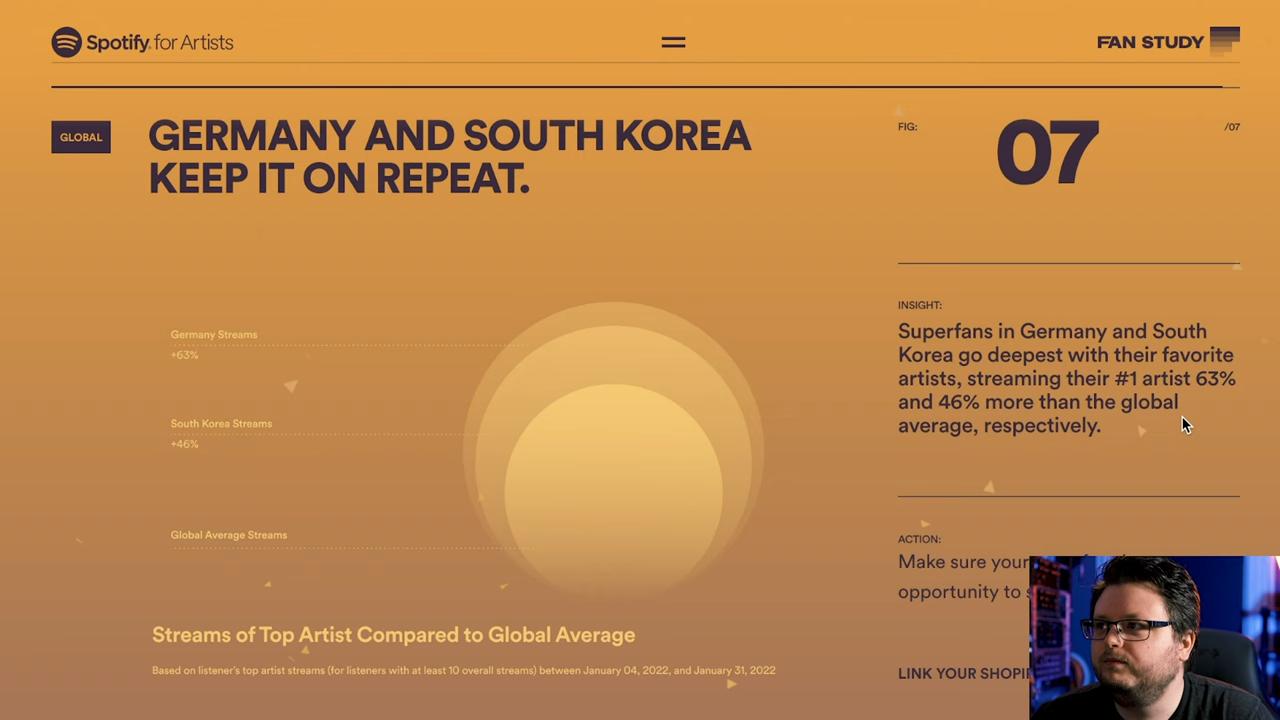 Spotify for Artists
FAN STUDY
GLOBAL
GERMANY AND SOUTH KOREA
KEEP IT ON REPEAT.
FIG:
07
/07
Germany Streams
+63%
South Korea Streams
+46%
Global Average Streams
Streams of Top Artist Compared to Global Average
Based on listener's top artist streams (for listeners with at least 10 overall streams) between January 04, 2022, and January 31, 2022
INSIGHT:
Superfans in Germany and South
Korea go deepest with their favorite
artists, streaming their #1 artist 63%
and 46% more than the global
average, respectively.
ACTION:
Make sure your
opportunity to
LINK YOUR